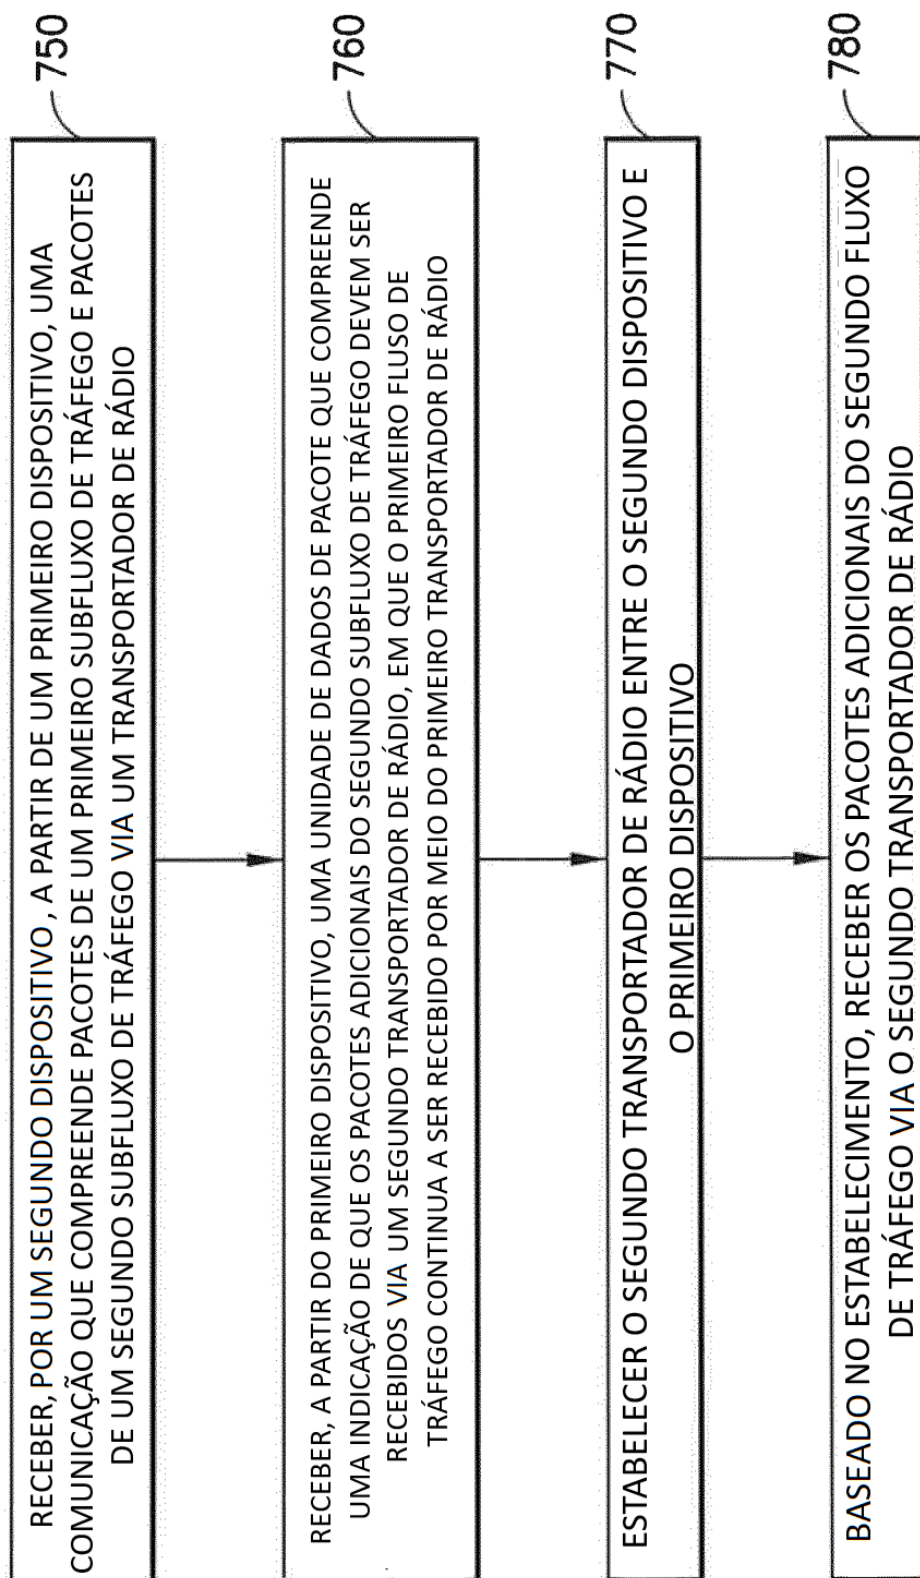 RECEBER, POR UM SEGUNDO DISPOSITIVO, A PARTIR DE UM PRIMEIRO DISPOSITIVO, UMA
COMUNICAÇÃO QUE COMPREENDE PACOTES DE UM PRIMEIRO SUBFLUXO DE TRÁFEGO E PACOTES
DE UM SEGUNDO SUBFLUXO DE TRÁFEGO VIA UM TRANSPORTADOR DE RÁDIO
750
RECEBER, A PARTIR DO PRIMEIRO DISPOSITIVO, UMA UNIDADE DE DADOS DE PACOTE QUE COMPREENDE
UMA INDICAÇÃO DE QUE OS PACOTES ADICIONAIS DO SEGUNDO SUBFLUXO DE TRÁFEGO DEVEM SER
RECEBIDOS VIA UM SEGUNDO TRANSPORTADOR DE RÁDIO, EM QUE O PRIMEIRO FLUSO DE
TRÁFEGO CONTINUA A SER RECEBIDO POR MEIO DO PRIMEIRO TRANSPORTADOR DE RÁDIO
760
ESTABELECER O SEGUNDO TRANSPORTADOR DE RÁDIO ENTRE O SEGUNDO DISPOSITIVO E
O PRIMEIRO DISPOSITIVO
770
BASEADO NO ESTABELECIMENTO, RECEBER OS PACOTES ADICIONAIS DO SEGUNDO FLUXO
DE TRÁFEGO VIA O SEGUNDO TRANSPORTADOR DE RÁDIO
780